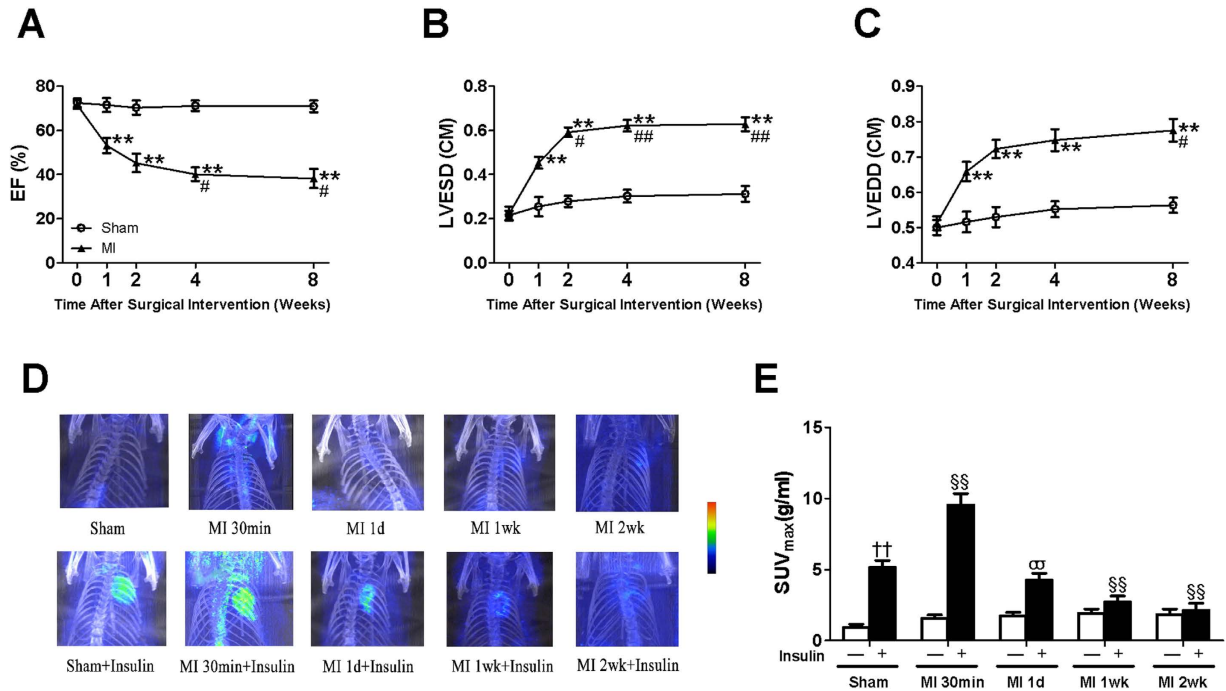 A
B
C
80
60
40
20
0
EF (%)
**
**
**
#
**
#
Sham
MI
0 1 2 4 8
Time After Surgical Intervention (Weeks)
0.8
0.6
0.4
0.2
0.0
LVESD (CM)
**
**
#
**
##
**
##
0 1 2 4 8
Time After Surgical Intervention (Weeks)
0.9
0.8
0.7
0.6
0.5
0.4
LVEDD (CM)
**
**
**
**
#
0 1 2 4 8
Time After Surgical Intervention (Weeks)
D
Sham MI 30min MI 1d MI 1wk MI 2wk
Sham+Insulin MI 30min+Insulin MI 1d+Insulin MI 1wk+Insulin MI 2wk+Insulin
E
15
10
5
0
SUVmax(g/ml)
†† §§ ϖ §§ §§
Insulin — + — + — + — + — +
Sham MI 30min MI 1d MI 1wk MI 2wk